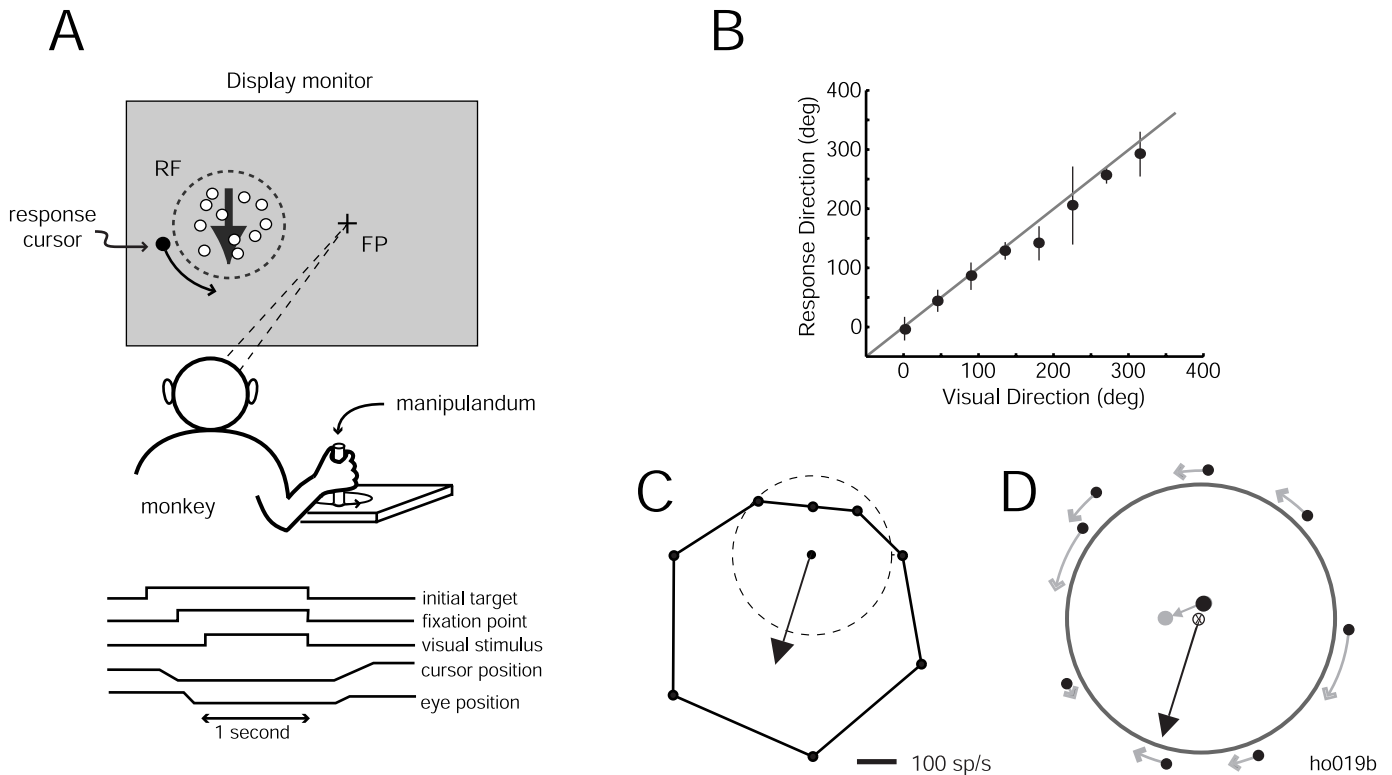 A
Display monitor
RF
response
cursor
FP
manipulandum
monkey
initial target
fixation point
visual stimulus
cursor position
eye position
1 second
B
Response Direction (deg)
400
300
200
100
0
0 100 200 300 400
Visual Direction (deg)
C
100 sp/s
D
ho019b